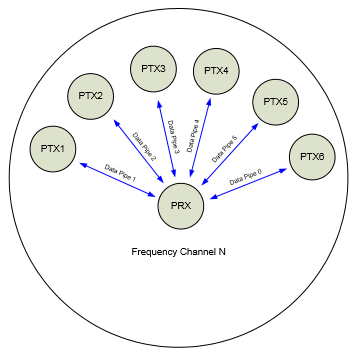 PTX3
PTX4
PTX2
PTX5
PTX1
PTX6
Data Pipe 1
Data Pipe 2
Data Pipe 3
Data Pipe 4
Data Pipe 5
Data Pipe 0
PRX
Frequency Channel N